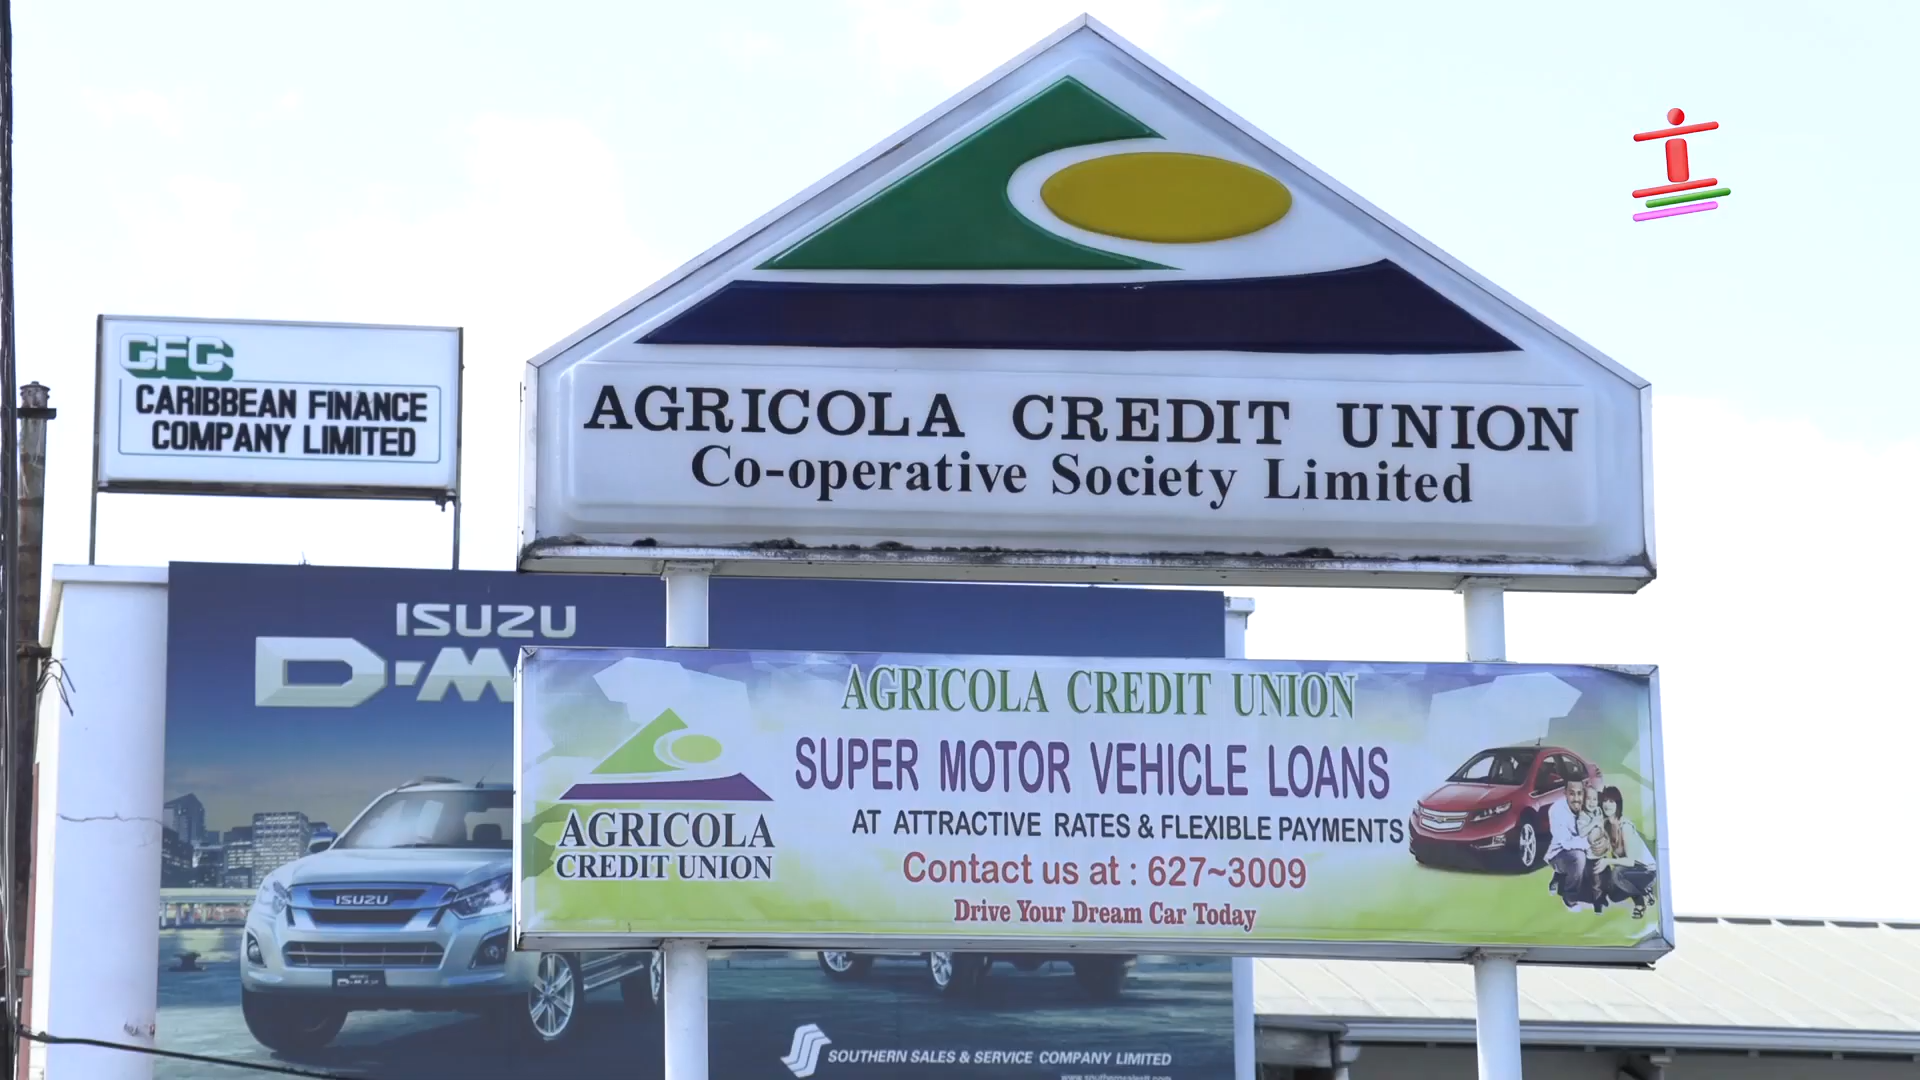 CFC
CARIBBEAN FINANCE
COMPANY LIMITED
AGRICOLA CREDIT UNION
Co-operative Society Limited
ISUZU
AGRICOLA CREDIT UNION
SUPER MOTOR VEHICLE LOANS
AT ATTRACTIVE RATES & FLEXIBLE PAYMENTS
Contact us at : 627~3009
Drive Your Dream Car Today
AGRICOLA
CREDIT UNION
ISUZU
D-MAX
SOUTHERN SALES & SERVICE COMPANY LIMITED